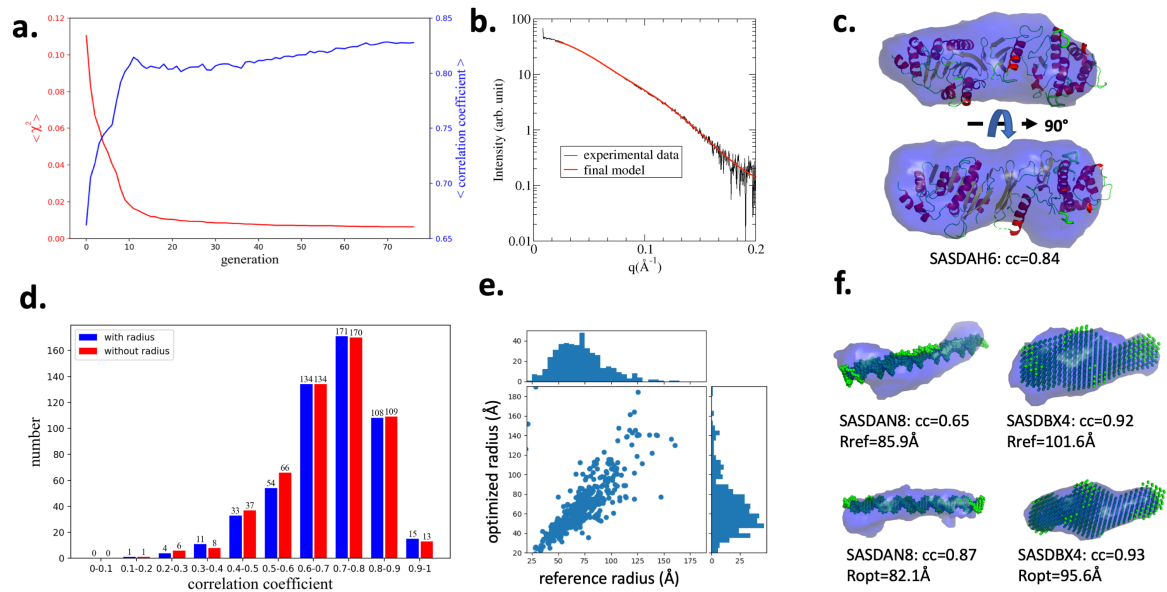 a.
0.12
0.10
0.08
0.06
0.04
0.02
0.00
< χ² >
0 10 20 30 40 50 60 70
generation
0.85
0.80
0.75
0.70
0.65
< correlation coefficient >
b.
100
10
1
0.1
0.01
Intensity (arb. unit)
experimental data
final model
0 0.1 0.2
q(Å⁻¹)
c.
90°
SASDAH6: cc=0.84
d.
with radius
without radius
160
140
120
100
80
60
40
20
0
number
0 0 1 1 4 6 11 8 33 37 54 66 134 134 171 170 108 109 15 13
0-0.1 0.1-0.2 0.2-0.3 0.3-0.4 0.4-0.5 0.5-0.6 0.6-0.7 0.7-0.8 0.8-0.9 0.9-1
correlation coefficient
e.
40
20
0
180
160
140
120
100
80
60
40
20
optimized radius (Å)
25 50 75 100 125 150 175
reference radius (Å)
0 25
f.
SASDAN8: cc=0.65
Rref=85.9Å
SASDBX4: cc=0.92
Rref=101.6Å
SASDAN8: cc=0.87
Ropt=82.1Å
SASDBX4: cc=0.93
Ropt=95.6Å